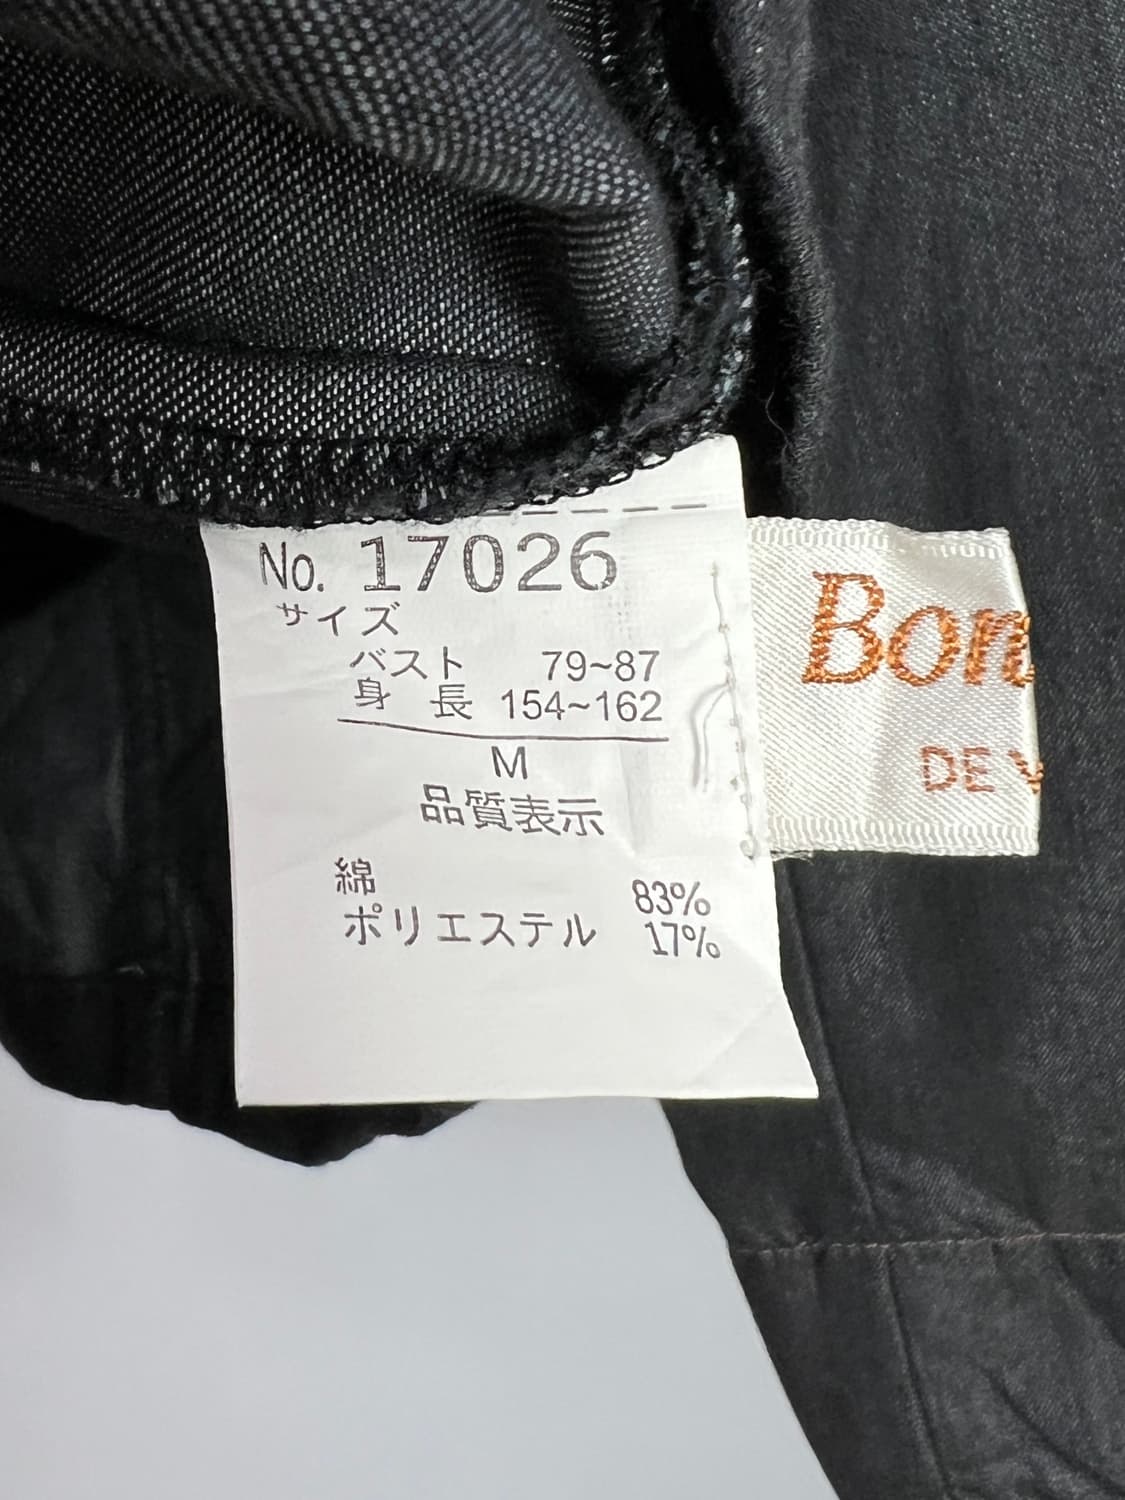 No. 17026
サイズ
バスト 79~87
身 長 154~162
M
品質表示
綿 83%
ポリエステル 17%
Bon
DE